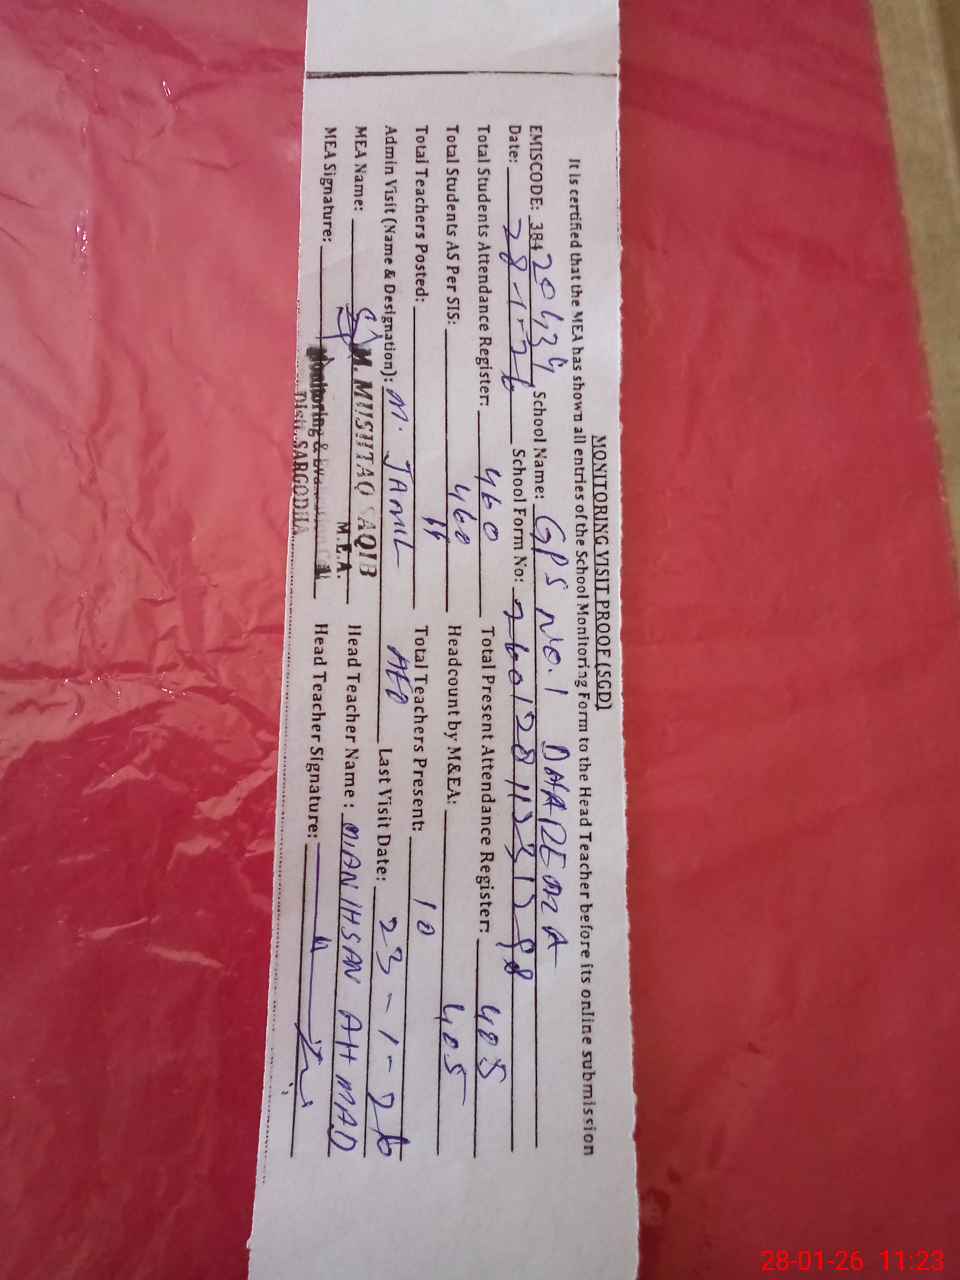 MONITORING VISIT PROOF (SGD)
It is certified that the MEA has shown all entries of the School Monitoring Form to the Head Teacher before its online submission
EMISCODE: 38420434 School Name: GPS No. 1 DHAREMA
Date: 28-1-26 School Form No:
Total Students Attendance Register: 460 Total Present Attendance Register: 405
Total Students AS Per SIS: 460 Headcount by M&EA: 405
Total Teachers Posted: 11 Total Teachers Present: 10
Admin Visit (Name & Designation): M. JAMIL AEO Last Visit Date: 23-1-26
MEA Name: M. MUSHTAQ SAQIB Head Teacher Name: MIAN IHSAN AHMAD
M.E.A.
MEA Signature: Monitoring & Head Teacher Signature:
Distt. SARGODHA
28-01-26 11:23